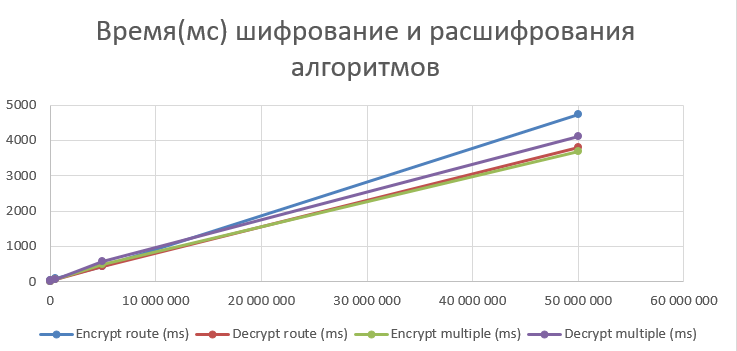 Время(мс) шифрование и расшифрования
алгоритмов
5000
4000
3000
2000
1000
0
0 10 000 000 20 000 000 30 000 000 40 000 000 50 000 000 60 000 000
Encrypt route (ms) Decrypt route (ms) Encrypt multiple (ms) Decrypt multiple (ms)